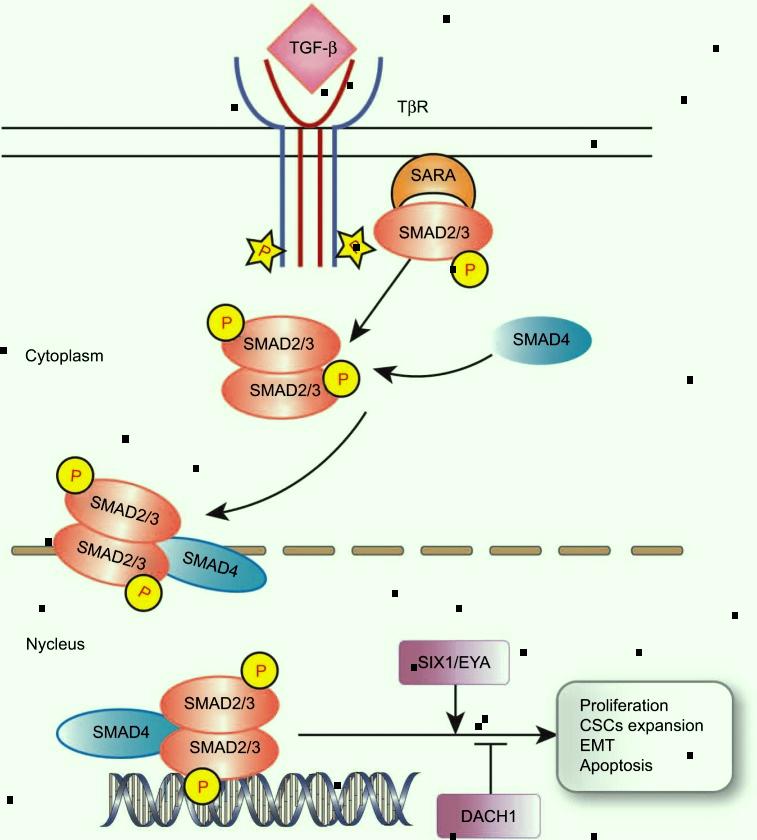 TGF-β
TβR
SARA
SMAD2/3
P
P
P
SMAD2/3
SMAD4
P
SMAD2/3
Cytoplasm
P
SMAD2/3
SMAD2/3
SMAD4
P
Nycleus
P
SIX1/EYA
SMAD2/3
SMAD4
SMAD2/3
P
Proliferation
CSCs expansion
EMT
Apoptosis
DACH1